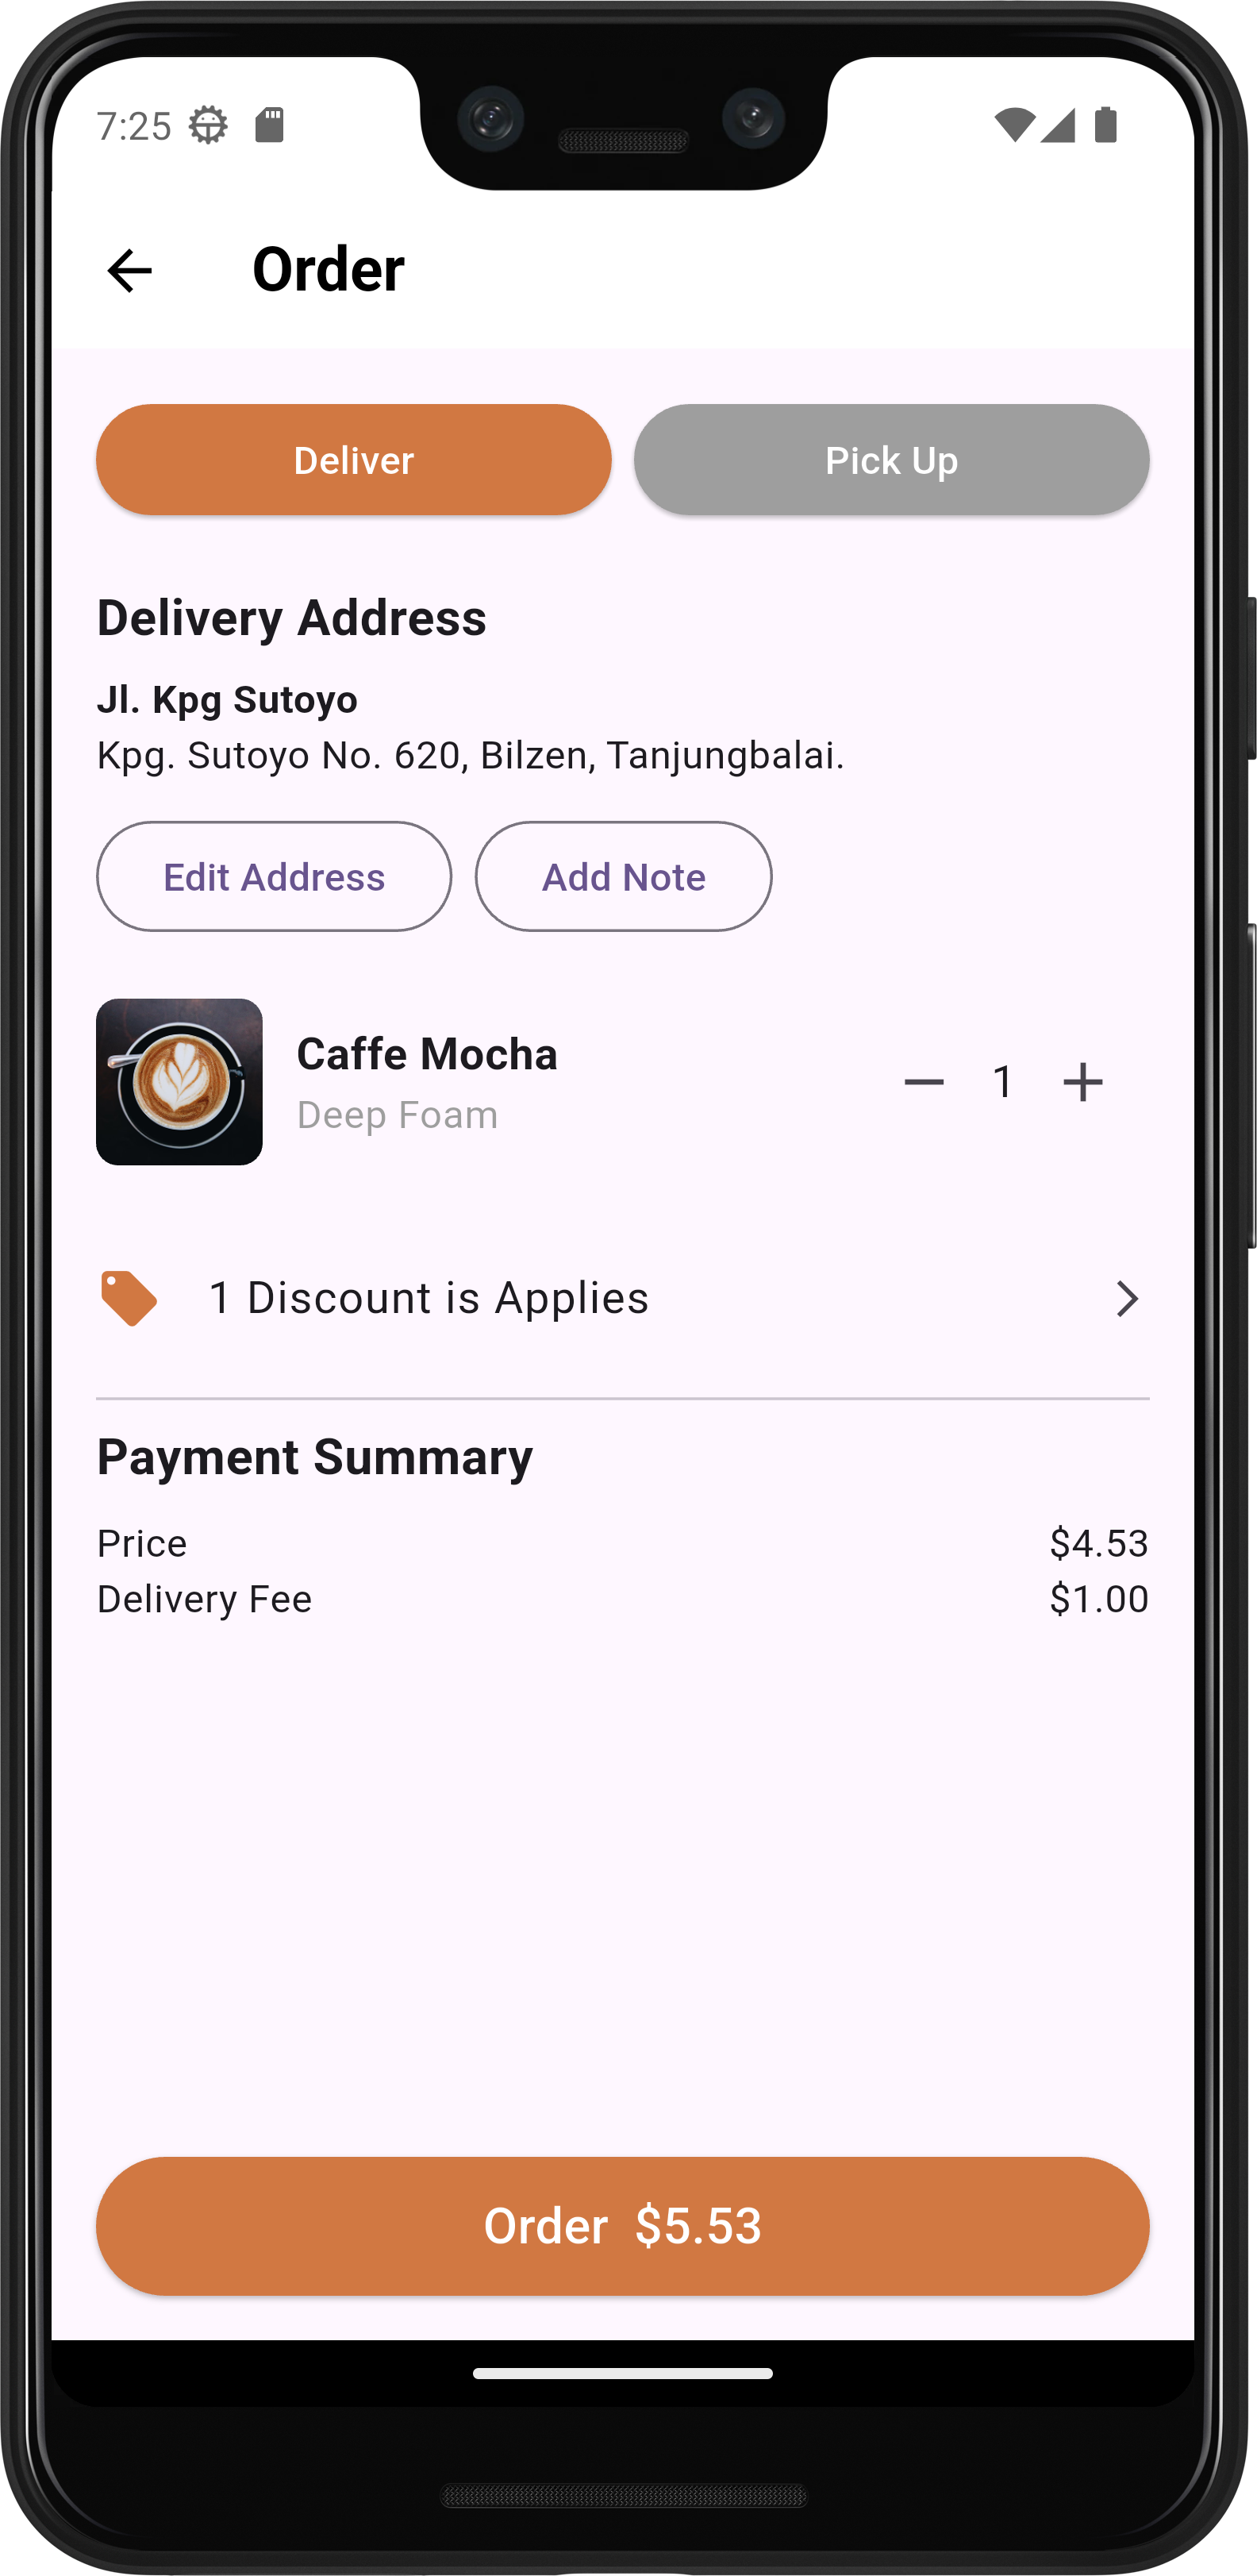 7:25
Order
Deliver Pick Up
Delivery Address
Jl. Kpg Sutoyo
Kpg. Sutoyo No. 620, Bilzen, Tanjungbalai.
Edit Address Add Note
Caffe Mocha
Deep Foam
1
1 Discount is Applies
Payment Summary
Price $4.53
Delivery Fee $1.00
Order $5.53